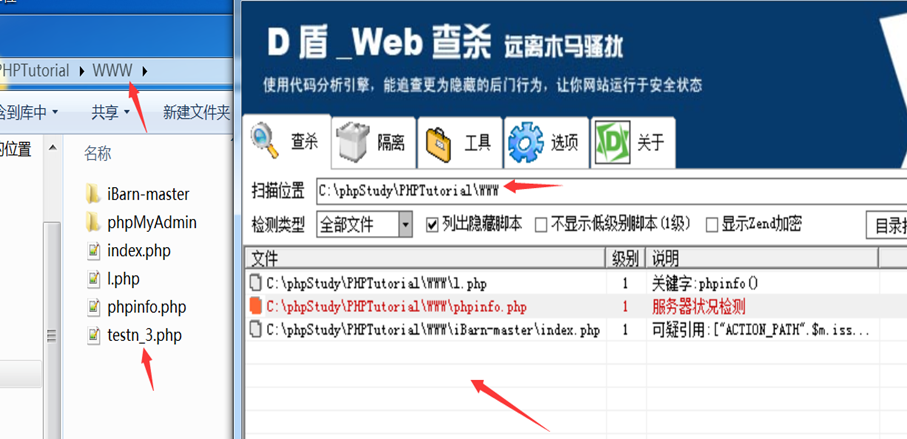 PHPTutorial ▸ WWW ▸
含到库中 共享 新建文件夹
的位置
名称
iBarn-master
phpMyAdmin
index.php
l.php
phpinfo.php
testn_3.php
D盾_Web查杀 远离木马骚扰
使用代码分析引擎，能追查更为隐藏的后门行为，让你网站运行于安全状态
查杀 隔离 工具 选项 关于
扫描位置 C:\phpStudy\PHPTutorial\WWW
检测类型 全部文件 列出隐藏脚本 不显示低级别脚本(1级) 显示Zend加密
文件 级别 说明
C:\phpStudy\PHPTutorial\WWW\l.php 1 关键字:phpinfo()
C:\phpStudy\PHPTutorial\WWW\phpinfo.php 1 服务器状况检测
C:\phpStudy\PHPTutorial\WWW\iBarn-master\index.php 1 可疑引用:["ACTION_PATH".$m.iss...